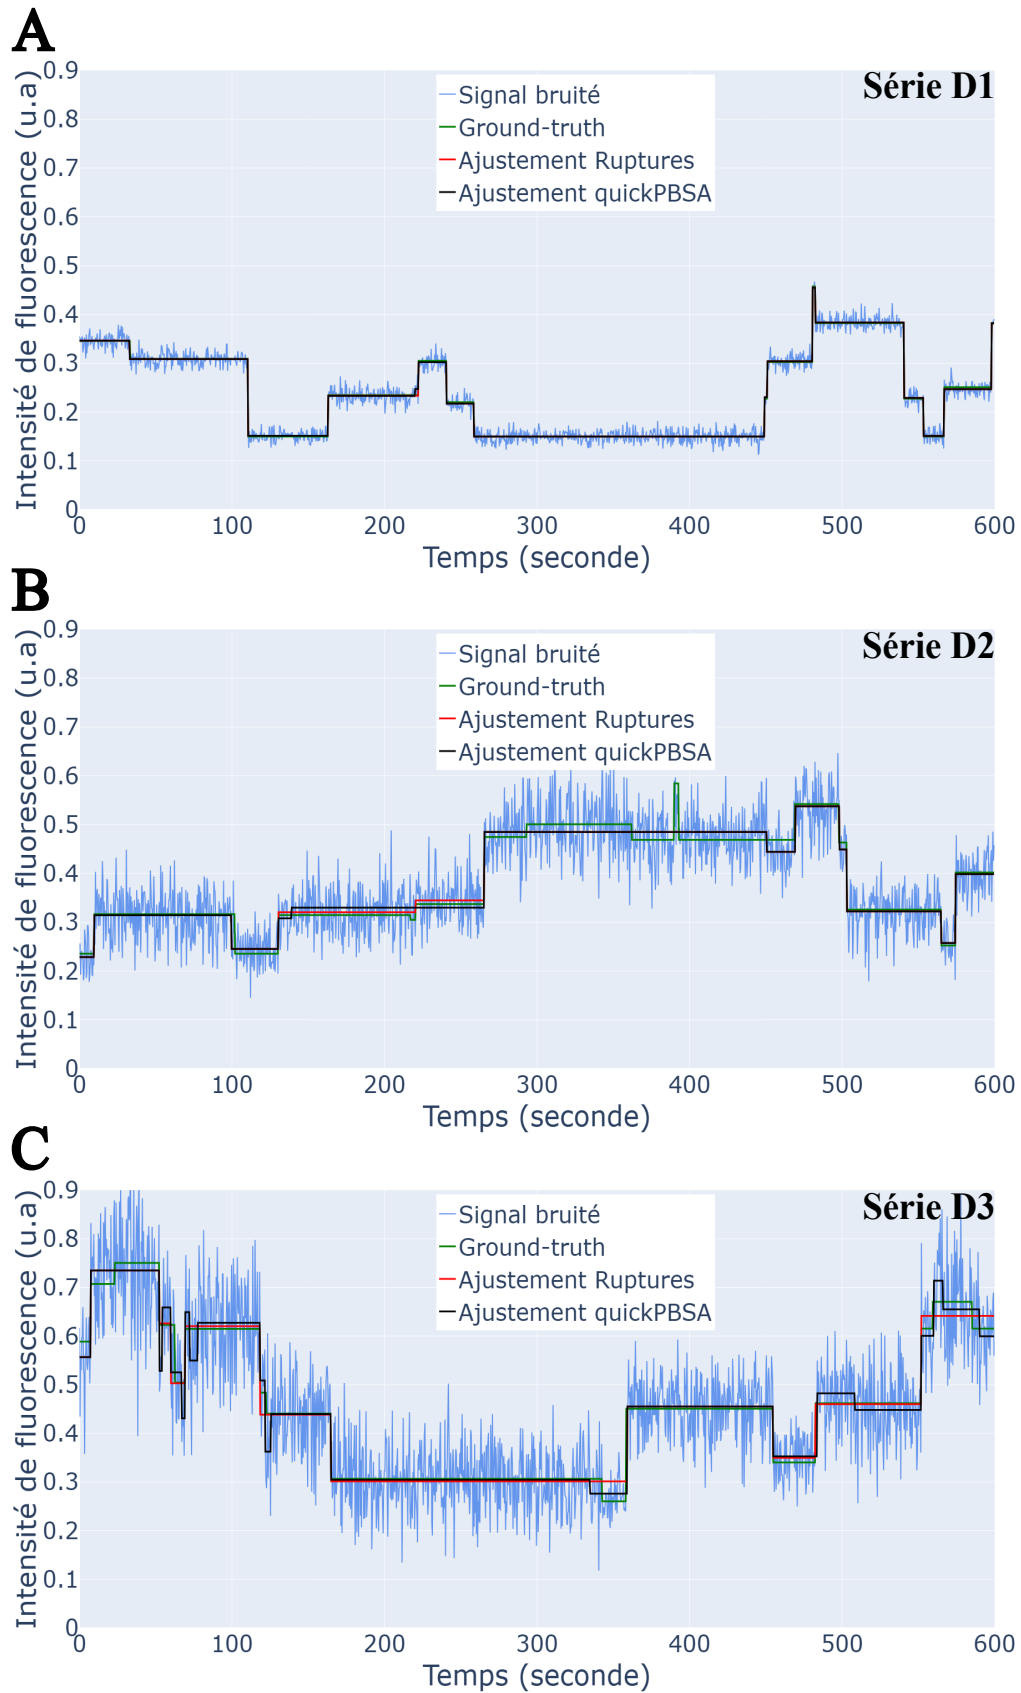 A
Série D1
Intensité de fluorescence (u.a)
0.9
0.8
0.7
0.6
0.5
0.4
0.3
0.2
0.1
0
Signal bruité
Ground-truth
Ajustement Ruptures
Ajustement quickPBSA
0 100 200 300 400 500 600
Temps (seconde)
B
Série D2
Intensité de fluorescence (u.a)
0.9
0.8
0.7
0.6
0.5
0.4
0.3
0.2
0.1
0
Signal bruité
Ground-truth
Ajustement Ruptures
Ajustement quickPBSA
0 100 200 300 400 500 600
Temps (seconde)
C
Série D3
Intensité de fluorescence (u.a)
0.9
0.8
0.7
0.6
0.5
0.4
0.3
0.2
0.1
0
Signal bruité
Ground-truth
Ajustement Ruptures
Ajustement quickPBSA
0 100 200 300 400 500 600
Temps (seconde)